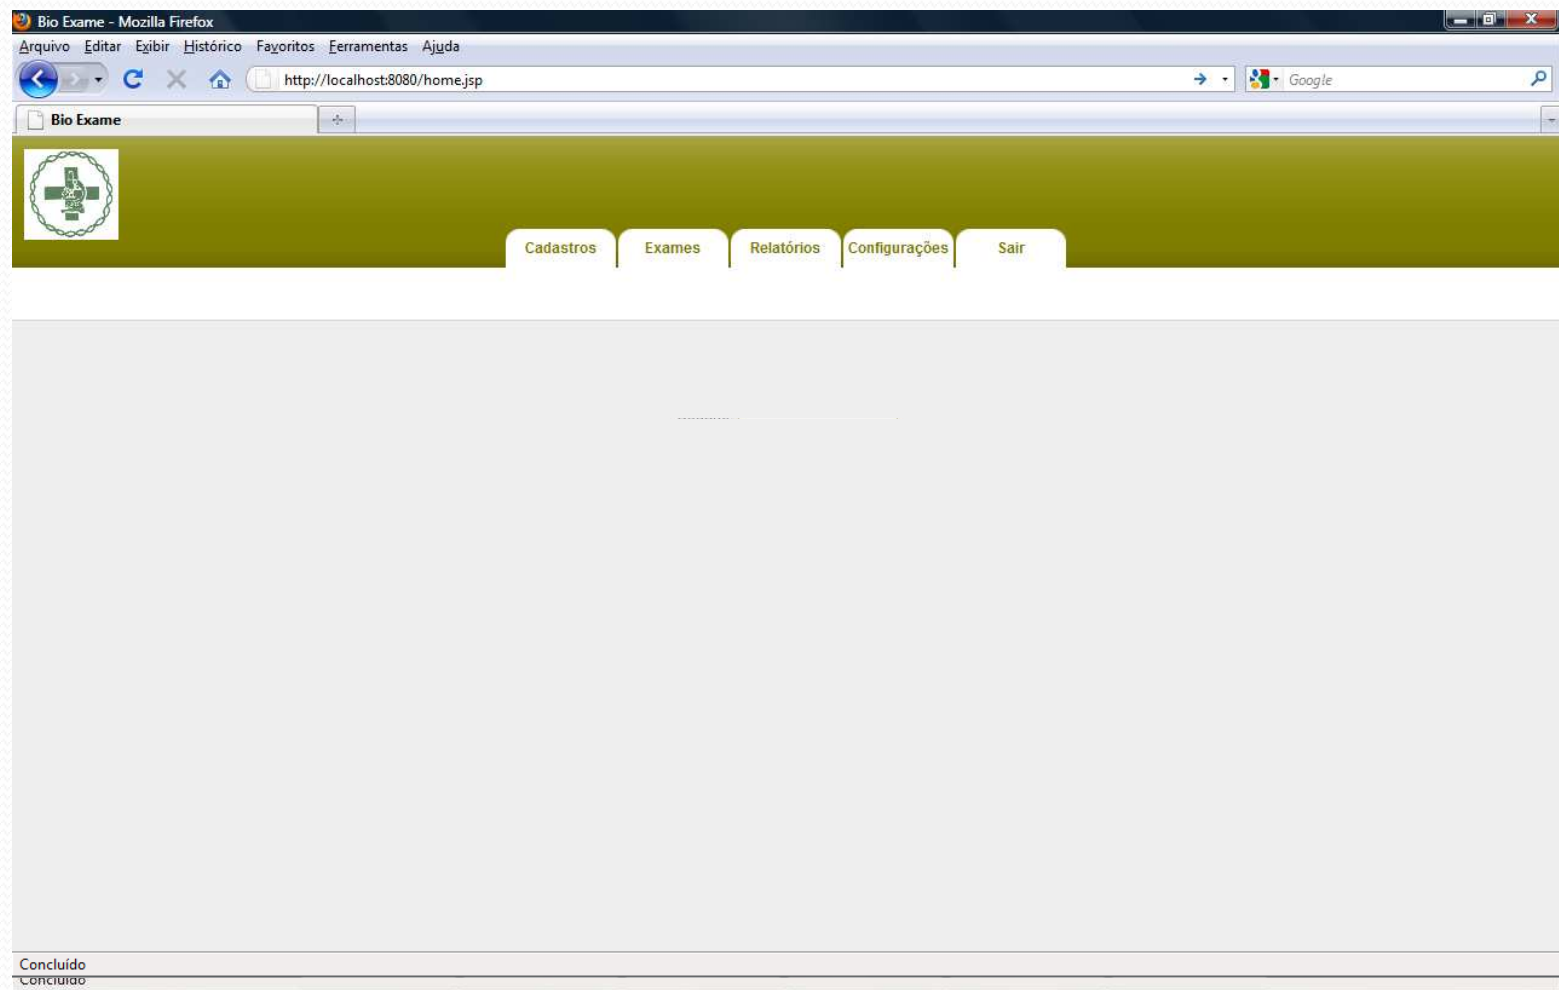 Bio Exame - Mozilla Firefox
Arquivo Editar Exibir Histórico Favoritos Ferramentas Ajuda
http://localhost:8080/home.jsp Google
Bio Exame
Cadastros Exames Relatórios Configurações Sair
Concluído
Concluído